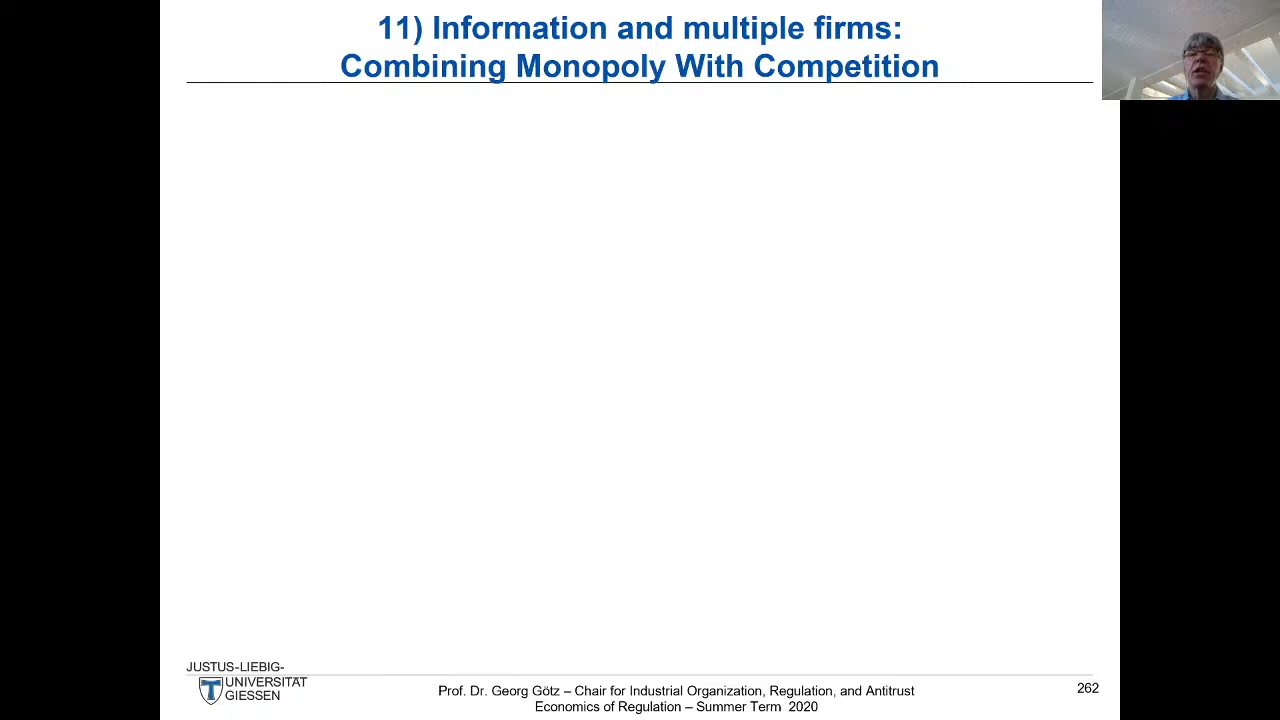 11) Information and multiple firms:
Combining Monopoly With Competition
JUSTUS-LIEBIG-
UNIVERSITÄT
GIESSEN
Prof. Dr. Georg Götz – Chair for Industrial Organization, Regulation, and Antitrust
Economics of Regulation – Summer Term 2020
262